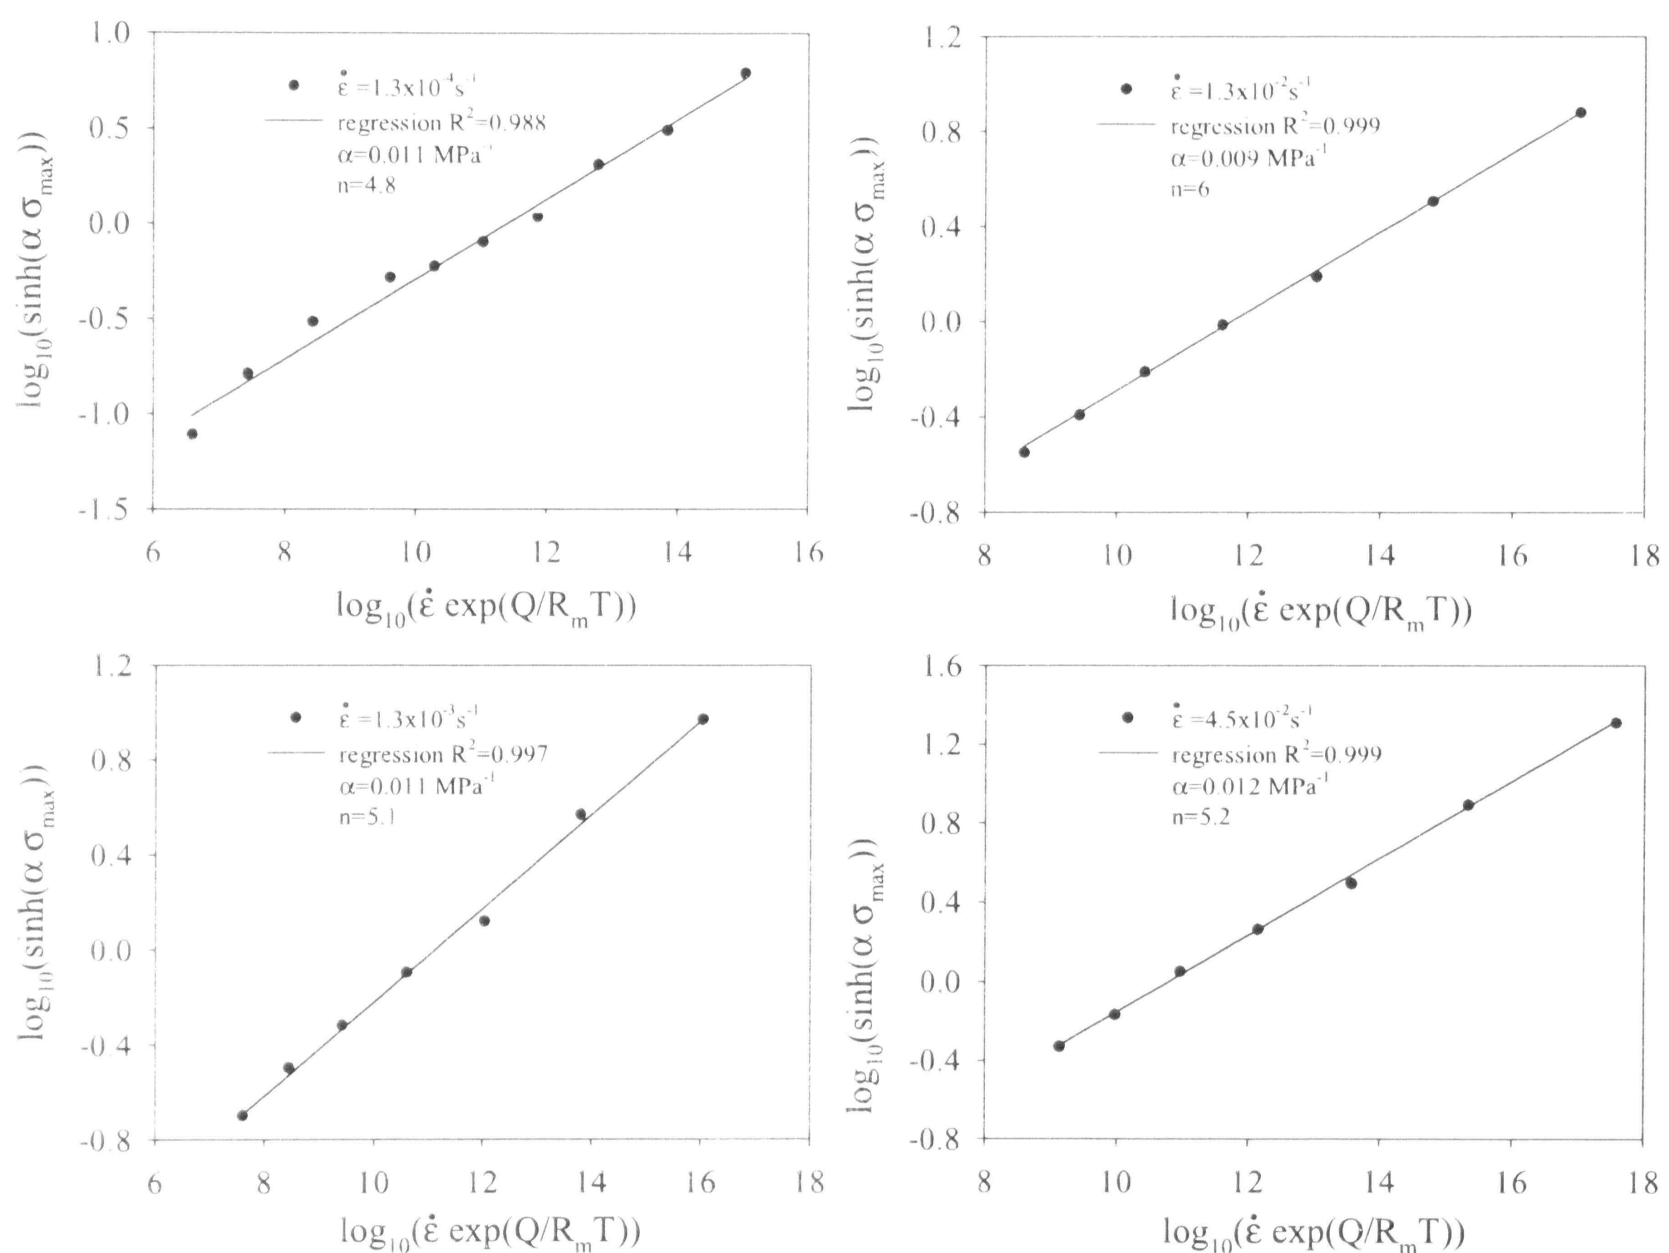 1.0
0.5
0.0
-0.5
-1.0
-1.5
6 8 10 12 14 16
log₁₀(sinh(α σₘₐₓ))
ε̇ =1.3x10⁻⁴s⁻¹
regression R²=0.988
α=0.011 MPa⁻¹
n=4.8
log₁₀(ε̇ exp(Q/RₘT))
1.2
0.8
0.4
0.0
-0.4
-0.8
8 10 12 14 16 18
log₁₀(sinh(α σₘₐₓ))
ε̇ =1.3x10⁻²s⁻¹
regression R²=0.999
α=0.009 MPa⁻¹
n=6
log₁₀(ε̇ exp(Q/RₘT))
1.2
0.8
0.4
0.0
-0.4
-0.8
6 8 10 12 14 16 18
log₁₀(sinh(α σₘₐₓ))
ε̇ =1.3x10⁻³s⁻¹
regression R²=0.997
α=0.011 MPa⁻¹
n=5.1
log₁₀(ε̇ exp(Q/RₘT))
1.6
1.2
0.8
0.4
0.0
-0.4
-0.8
8 10 12 14 16 18
log₁₀(sinh(α σₘₐₓ))
ε̇ =4.5x10⁻²s⁻¹
regression R²=0.999
α=0.012 MPa⁻¹
n=5.2
log₁₀(ε̇ exp(Q/RₘT))